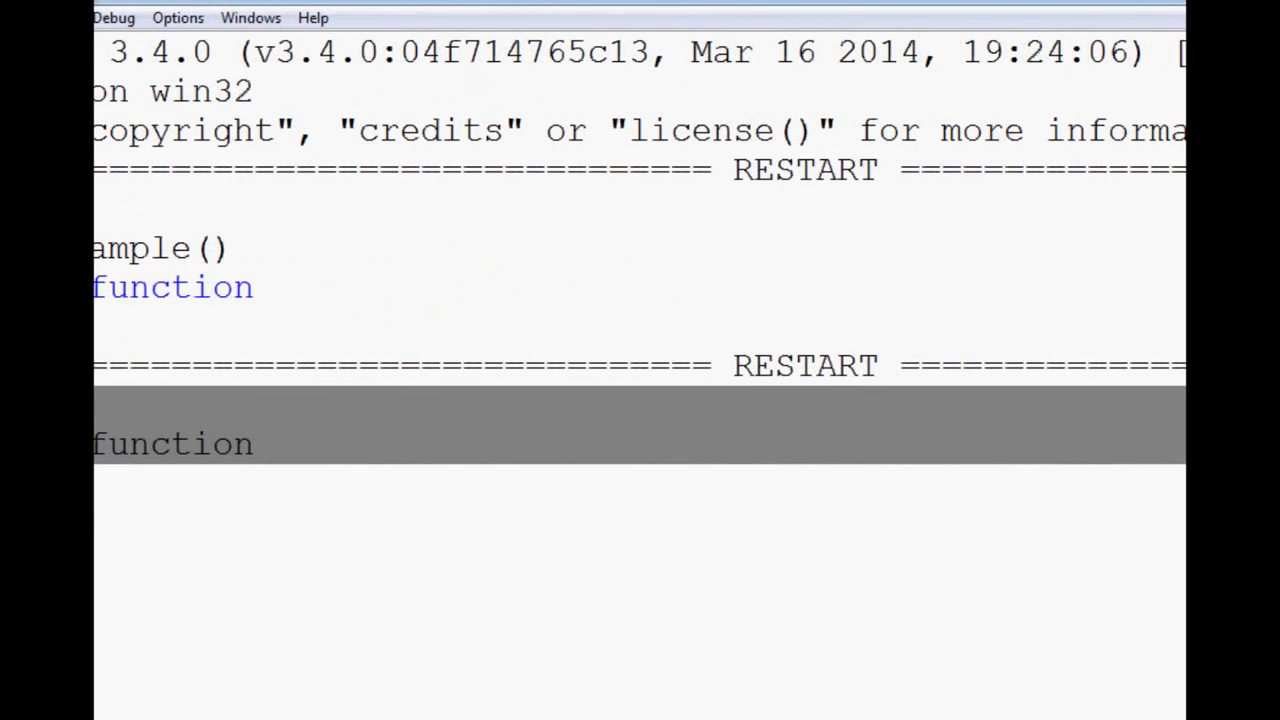 Debug Options Windows Help
3.4.0 (v3.4.0:04f714765c13, Mar 16 2014, 19:24:06) [
on win32
copyright", "credits" or "license()" for more informa
============================= RESTART ================
ample()
function
============================= RESTART ================
function